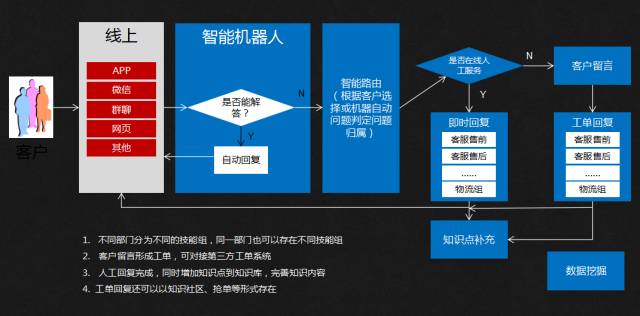 客户
线上
APP
微信
群聊
网页
其他
智能机器人
是否能解
答？
N
Y
自动回复
智能路由
（根据客户选
择或机器自动
问题判定问题
归属）
是否在线人
工服务
N
Y
客户留言
即时回复
客服售前
客服售后
......
物流组
工单回复
客服售前
客服售后
......
物流组
知识点补充
数据挖掘
1. 不同部门分为不同的技能组，同一部门也可以存在不同技能组
2. 客户留言形成工单，可对接第三方工单系统
3. 人工回复完成，同时增加知识点到知识库，完善知识内容
4. 工单回复还可以以知识社区、抢单等形式存在